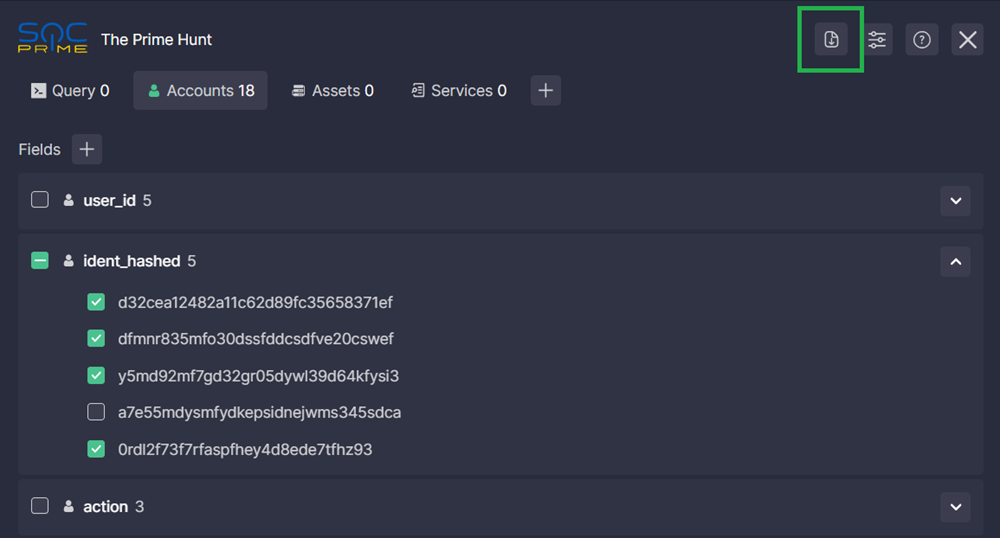 SOC PRIME The Prime Hunt
Query 0 Accounts 18 Assets 0 Services 0
Fields
user_id 5
ident_hashed 5
d32cea12482a11c62d89fc35658371ef
dfmnr835mfo30dssfddcsdfve20cswef
y5md92mf7gd32gr05dywl39d64kfysi3
a7e55mdysmfydkepsidnejwms345sdca
0rdl2f73f7rfaspfhey4d8ede7tfhz93
action 3